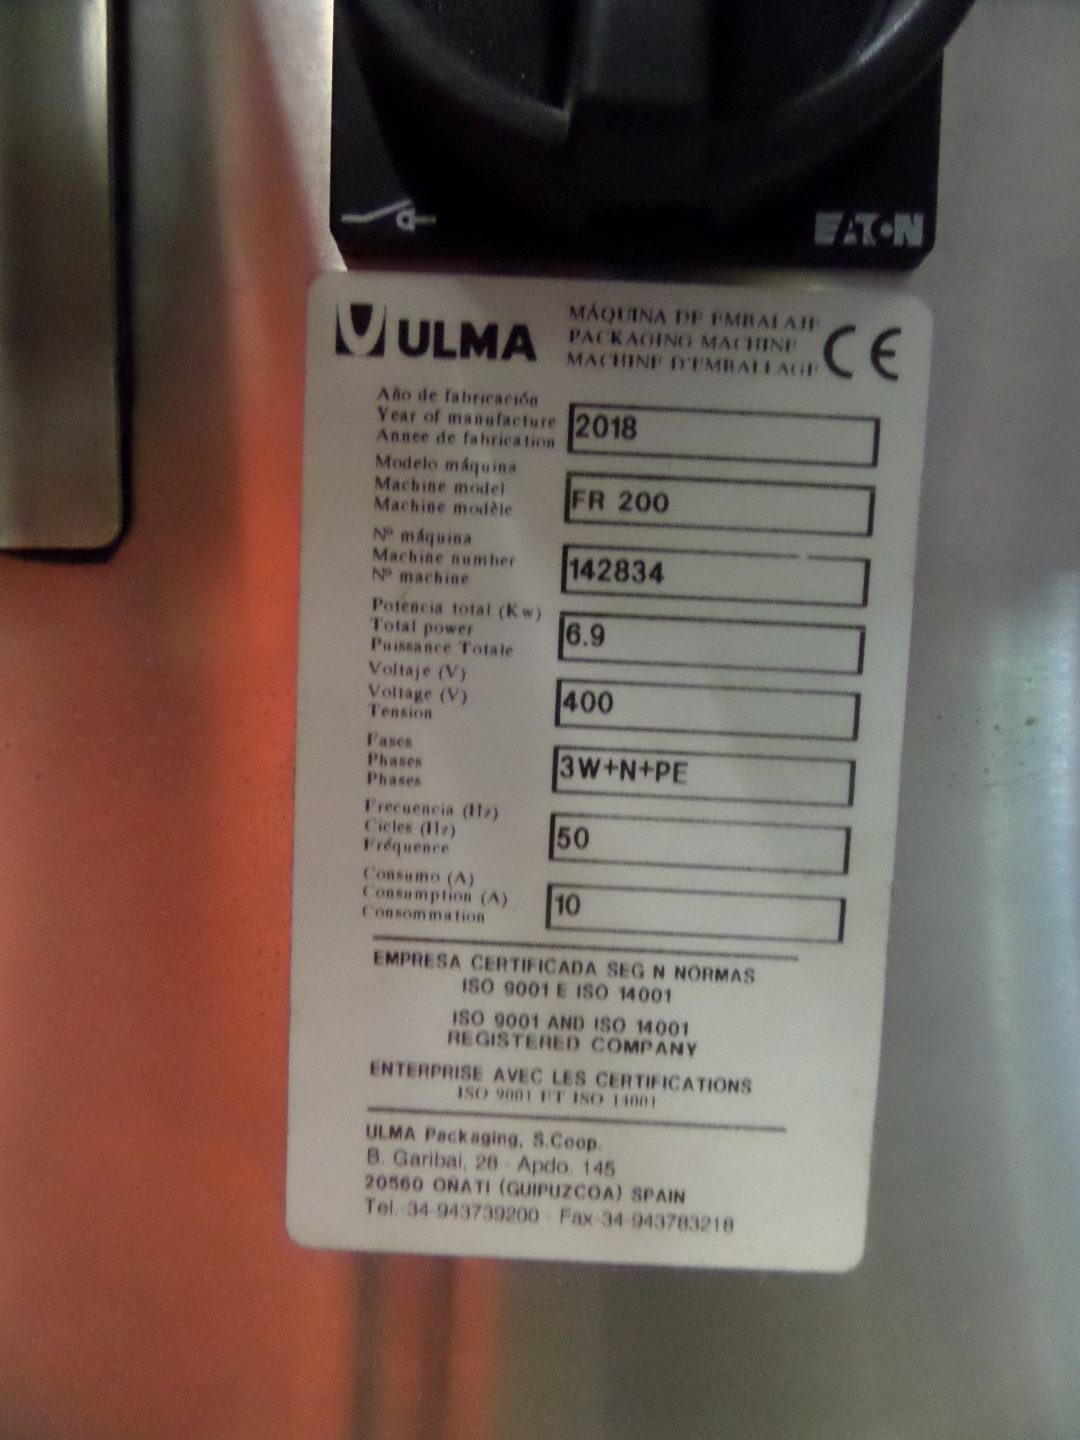 EATON
ULMA
MÁQUINA DE EMBALAJE
PACKAGING MACHINE
MACHINE D'EMBALLAGE
CE
Año de fabricación
Year of manufacture
Annee de fabrication
2018
Modelo máquina
Machine model
Machine modèle
FR 200
Nº máquina
Machine number
Nº machine
142834
Potencia total (Kw)
Total power
Puissance Totale
6.9
Voltaje (V)
Voltage (V)
Tension
400
Fases
Phases
Phases
3W+N+PE
Frecuencia (Hz)
Cicles (Hz)
Fréquence
50
Consumo (A)
Consumption (A)
Consommation
10
EMPRESA CERTIFICADA SEG N NORMAS
ISO 9001 E ISO 14001
ISO 9001 AND ISO 14001
REGISTERED COMPANY
ENTERPRISE AVEC LES CERTIFICATIONS
ISO 9001 ET ISO 14001
ULMA Packaging, S.Coop.
B. Garibai, 28 - Apdo. 145
20560 OÑATI (GUIPUZCOA) SPAIN
Tel.-34-943739200 - Fax-34-943783218